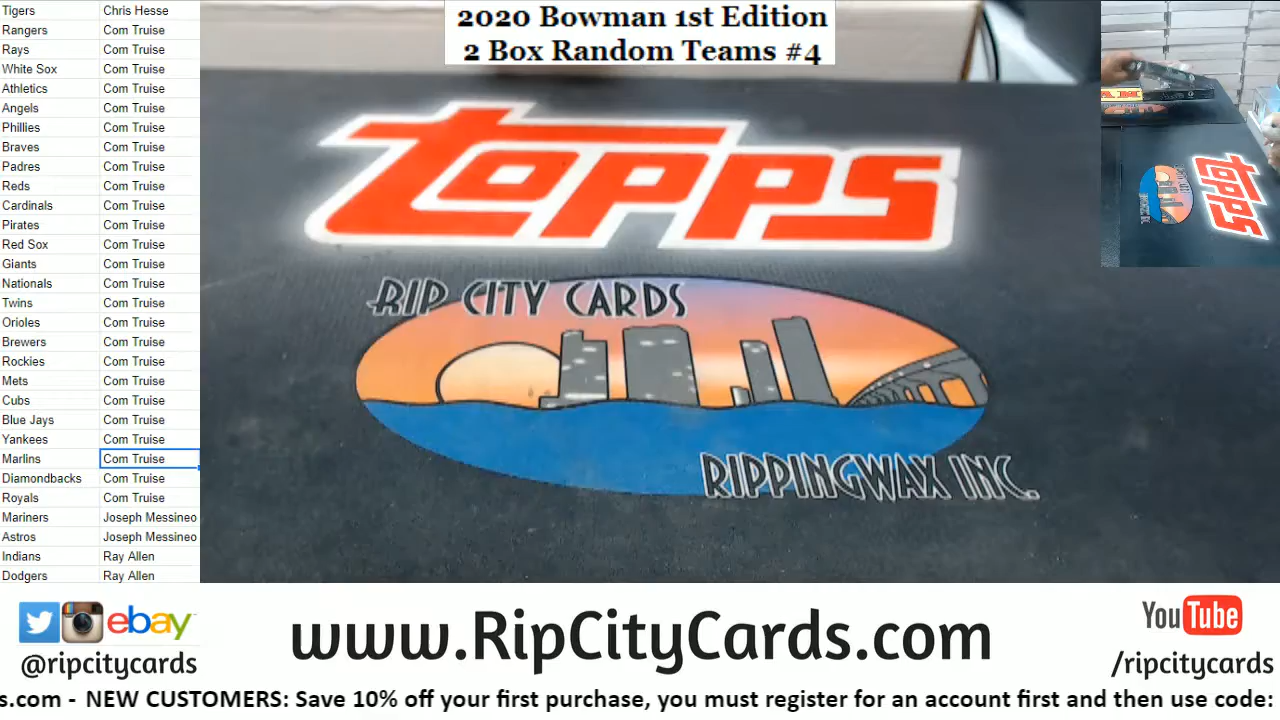 2020 Bowman 1st Edition
2 Box Random Teams #4
Tigers Chris Hesse
Rangers Com Truise
Rays Com Truise
White Sox Com Truise
Athletics Com Truise
Angels Com Truise
Phillies Com Truise
Braves Com Truise
Padres Com Truise
Reds Com Truise
Cardinals Com Truise
Pirates Com Truise
Red Sox Com Truise
Giants Com Truise
Nationals Com Truise
Twins Com Truise
Orioles Com Truise
Brewers Com Truise
Rockies Com Truise
Mets Com Truise
Cubs Com Truise
Blue Jays Com Truise
Yankees Com Truise
Marlins Com Truise
Diamondbacks Com Truise
Royals Com Truise
Mariners Joseph Messineo
Astros Joseph Messineo
Indians Ray Allen
Dodgers Ray Allen
topps
RIP CITY CARDS
RIPPINGWAX INC.
topps
ebay
@ripcitycards
www.RipCityCards.com
YouTube
/ripcitycards
s.com - NEW CUSTOMERS: Save 10% off your first purchase, you must register for an account first and then use code: